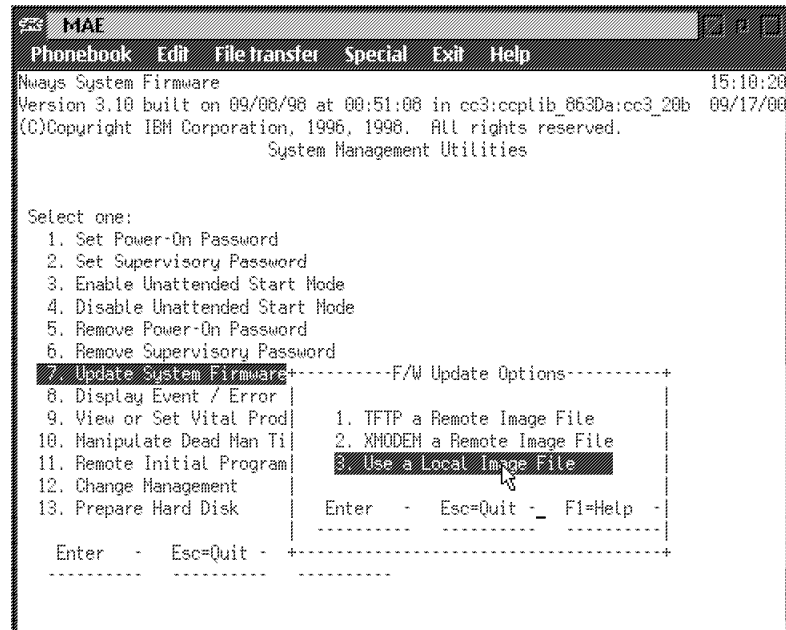 MAE
Phonebook Edit File transfer Special Exit Help
Nways System Firmware 15:10:20
Version 3.10 built on 09/08/98 at 00:51:08 in cc3:ccplib_863Da:cc3_20b 09/17/00
(C)Copyright IBM Corporation, 1996, 1998. All rights reserved.
System Management Utilities
Select one:
1. Set Power-On Password
2. Set Supervisory Password
3. Enable Unattended Start Mode
4. Disable Unattended Start Mode
5. Remove Power-On Password
6. Remove Supervisory Password
7. Update System Firmware+----------F/W Update Options----------+
8. Display Event / Error |
9. View or Set Vital Prod| 1. TFTP a Remote Image File |
10. Manipulate Dead Man Ti| 2. XMODEM a Remote Image File |
11. Remote Initial Program| 3. Use a Local Image File |
12. Change Management |
13. Prepare Hard Disk | Enter - Esc=Quit -_ F1=Help -|
Enter - Esc=Quit -